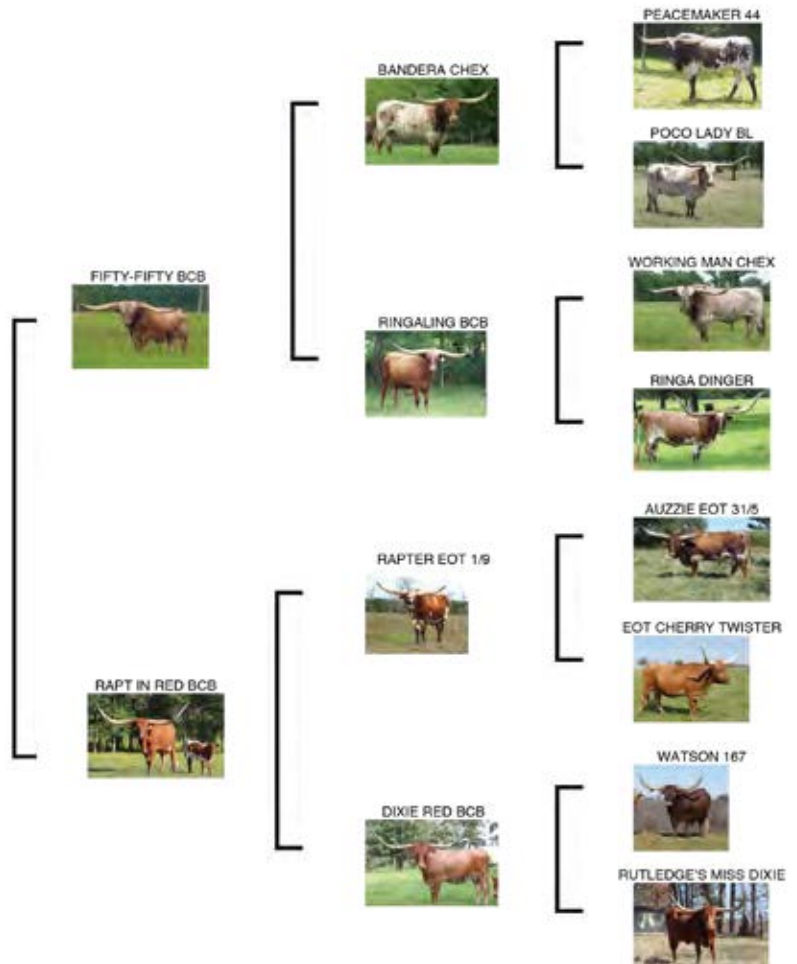 PEACEMAKER 44
BANDERA CHEX
POCO LADY BL
FIFTY-FIFTY BCB
WORKING MAN CHEX
RINGALING BCB
RINGA DINGER
AUZZIE EOT 31/5
RAPTER EOT 1/9
EOT CHERRY TWISTER
RAPT IN RED BCB
WATSON 167
DIXIE RED BCB
RUTLEDGE'S MISS DIXIE